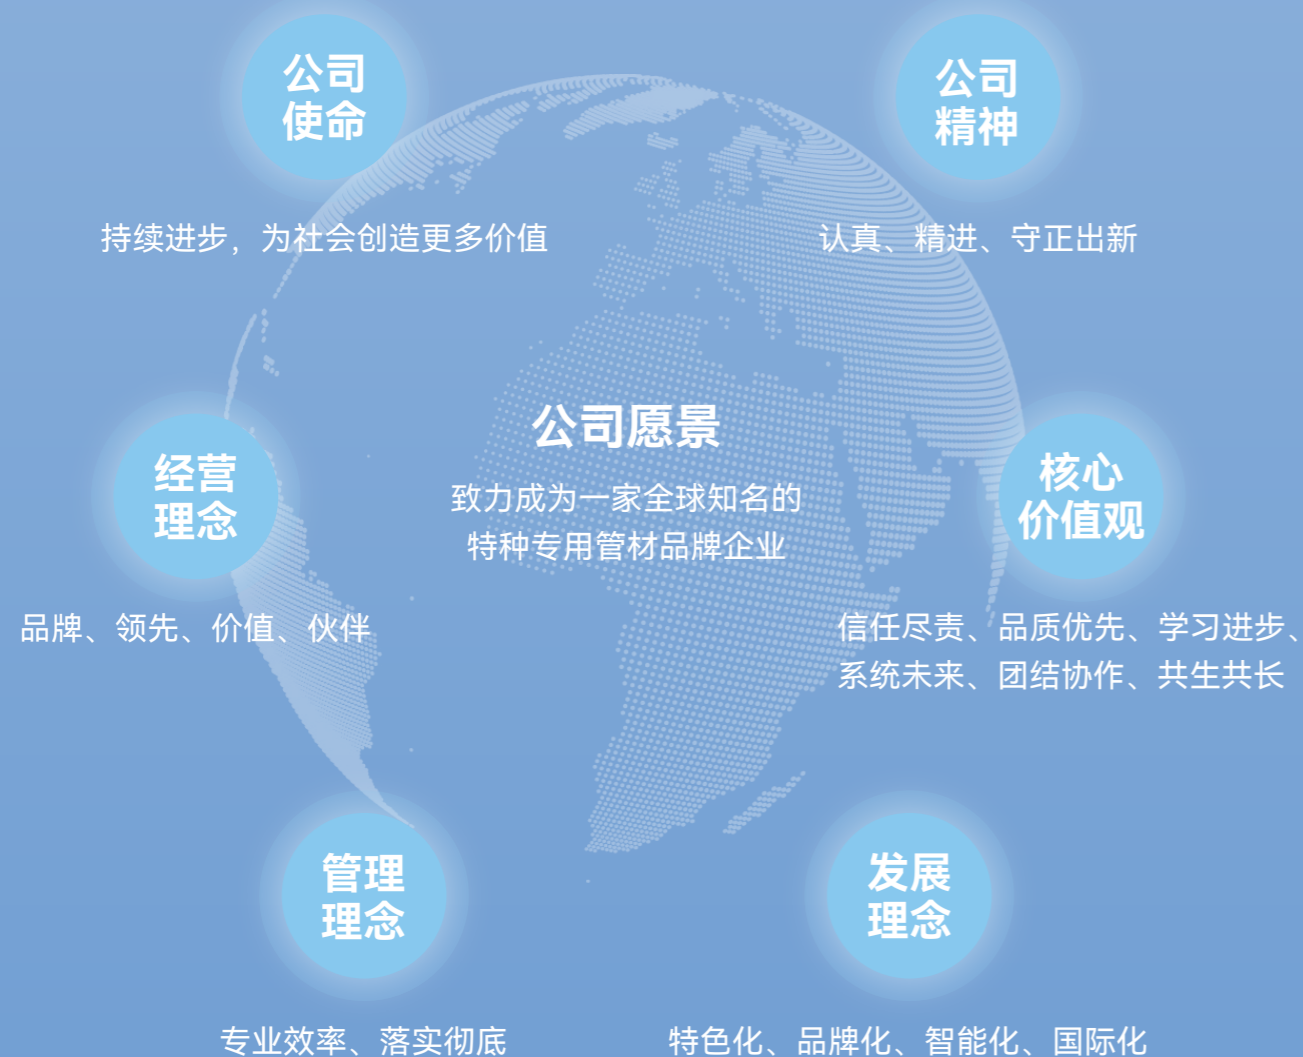 公司
使命
持续进步，为社会创造更多价值
公司
精神
认真、精进、守正出新
公司愿景
致力成为一家全球知名的
特种专用管材品牌企业
经营
理念
品牌、领先、价值、伙伴
核心
价值观
信任尽责、品质优先、学习进步、
系统未来、团结协作、共生共长
管理
理念
专业效率、落实彻底
发展
理念
特色化、品牌化、智能化、国际化